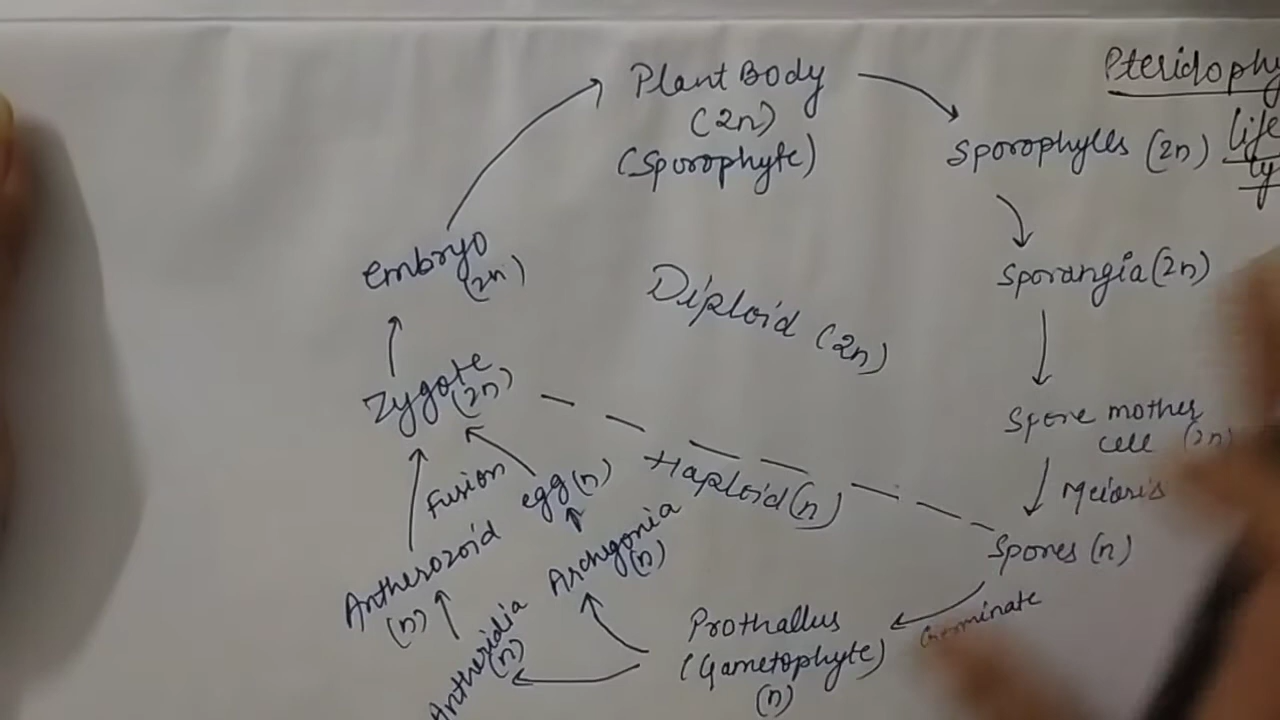 Plant Body
(2n)
(Sporophyte)
Sporophylls (2n)
Life
Sporangia (2n)
Spore mother
cell (2n)
Meiosis
Spores (n)
Germinate
Prothallus
(Gametophyte)
(n)
Archegonia
(n)
egg (n)
Antheridia
(n)
Antherozoid
(n)
Fusion
Zygote
(2n)
embryo
(2n)
Diploid (2n)
Haploid (n)